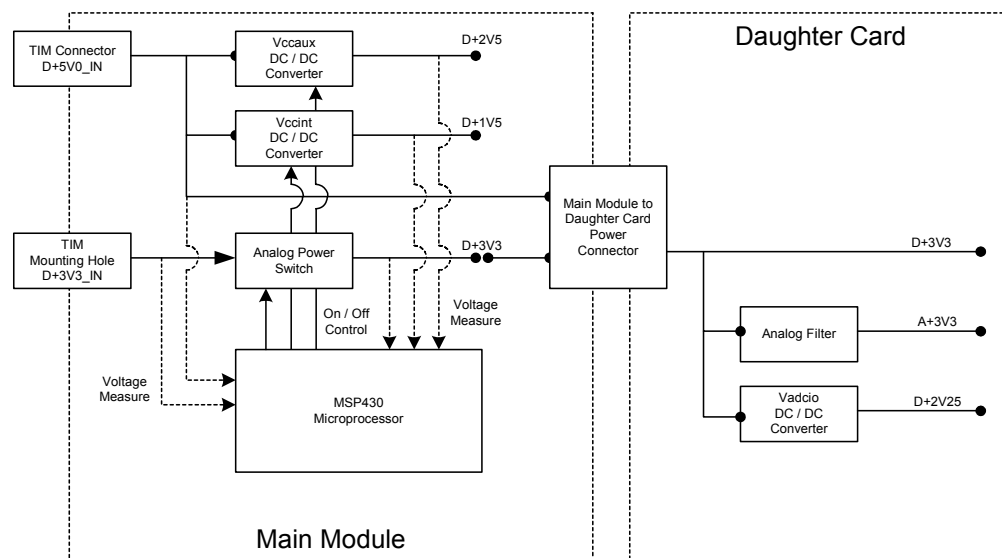 Daughter Card
TIM Connector
D+5V0_IN
Vccaux
DC / DC
Converter
D+2V5
Vccint
DC / DC
Converter
D+1V5
Main Module to
Daughter Card
Power
Connector
TIM
Mounting Hole
D+3V3_IN
Analog Power
Switch
D+3V3
D+3V3
On / Off
Control
Voltage
Measure
Analog Filter
A+3V3
Voltage
Measure
MSP430
Microprocessor
Vadcio
DC / DC
Converter
D+2V25
Main Module